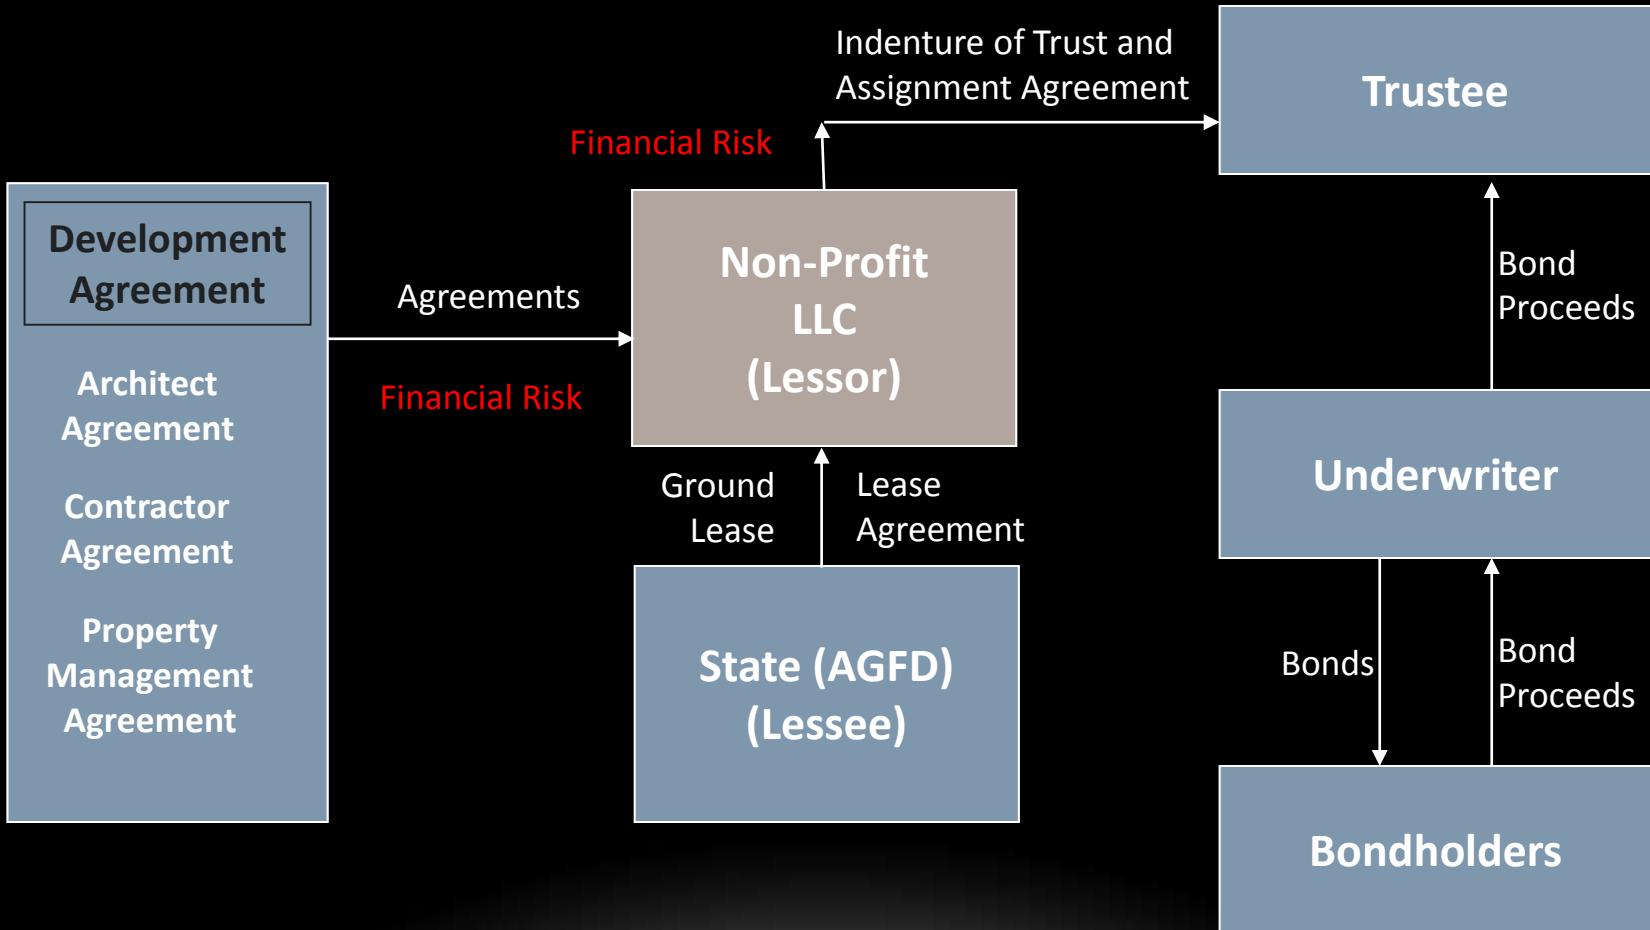 Indenture of Trust and
Assignment Agreement
Trustee
Financial Risk
Development
Agreement
Architect
Agreement
Contractor
Agreement
Property
Management
Agreement
Agreements
Financial Risk
Non-Profit
LLC
(Lessor)
Ground
Lease
Lease
Agreement
State (AGFD)
(Lessee)
Bond
Proceeds
Underwriter
Bonds
Bond
Proceeds
Bondholders